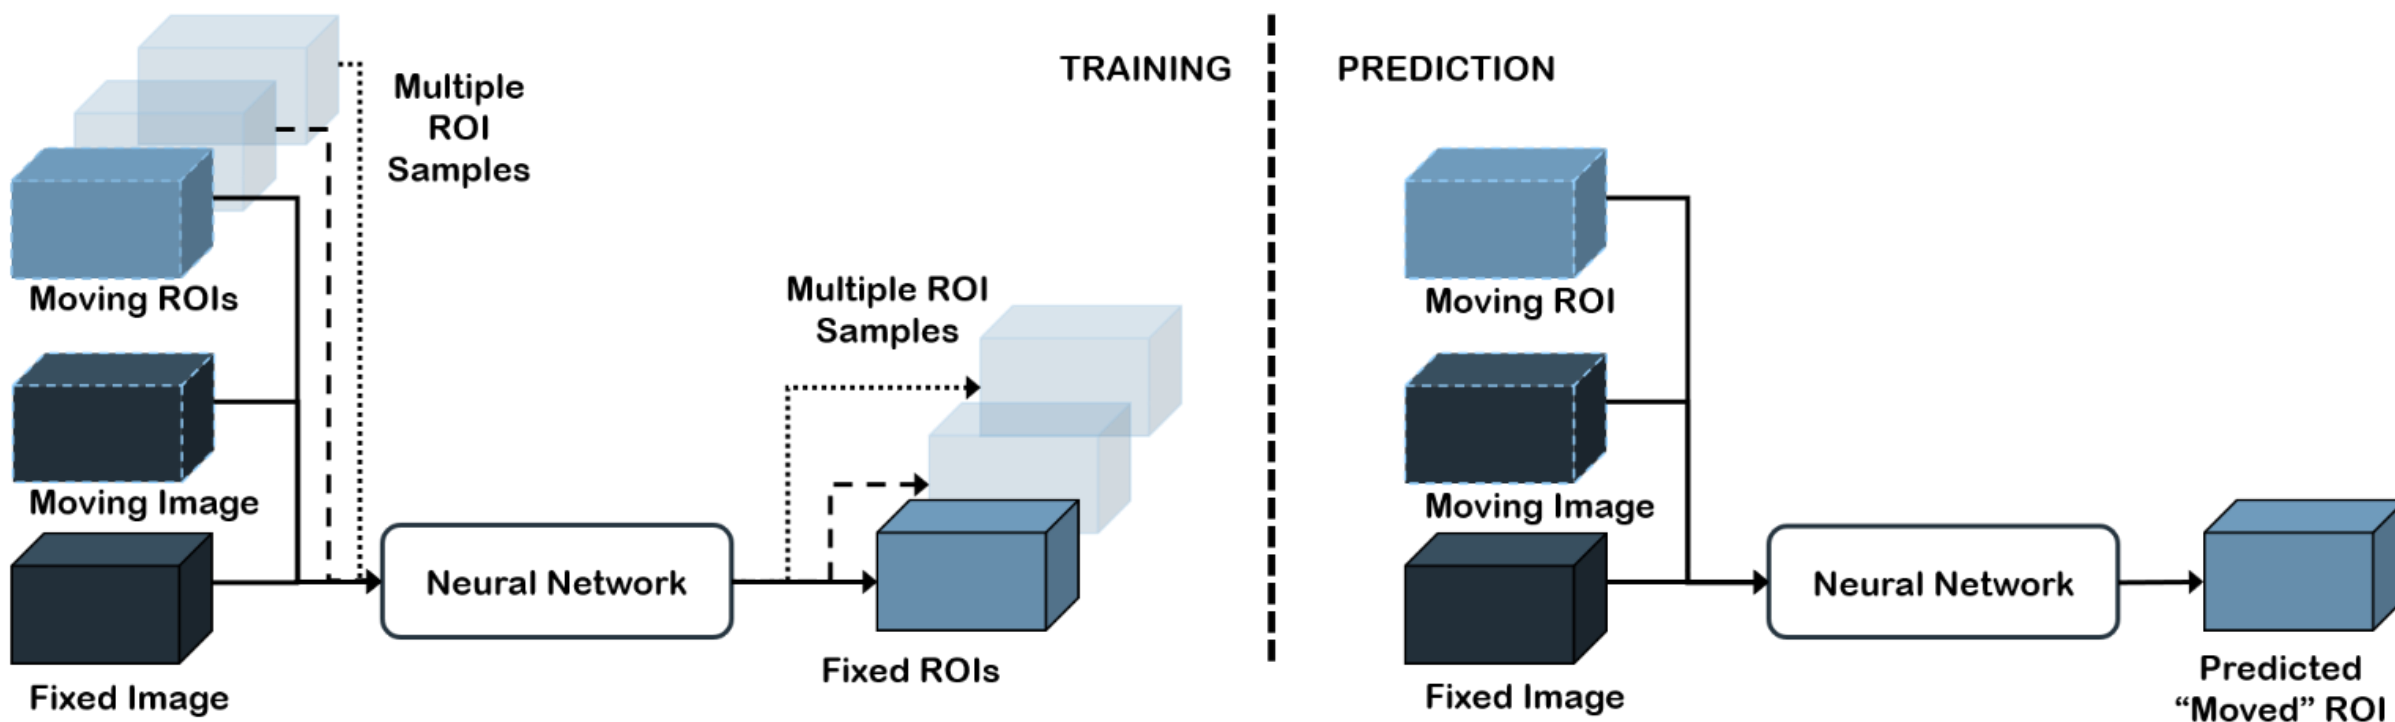 TRAINING
PREDICTION
Multiple
ROI
Samples
Moving ROIs
Moving Image
Fixed Image
Neural Network
Multiple ROI
Samples
Fixed ROIs
Moving ROI
Moving Image
Fixed Image
Neural Network
Predicted
“Moved” ROI